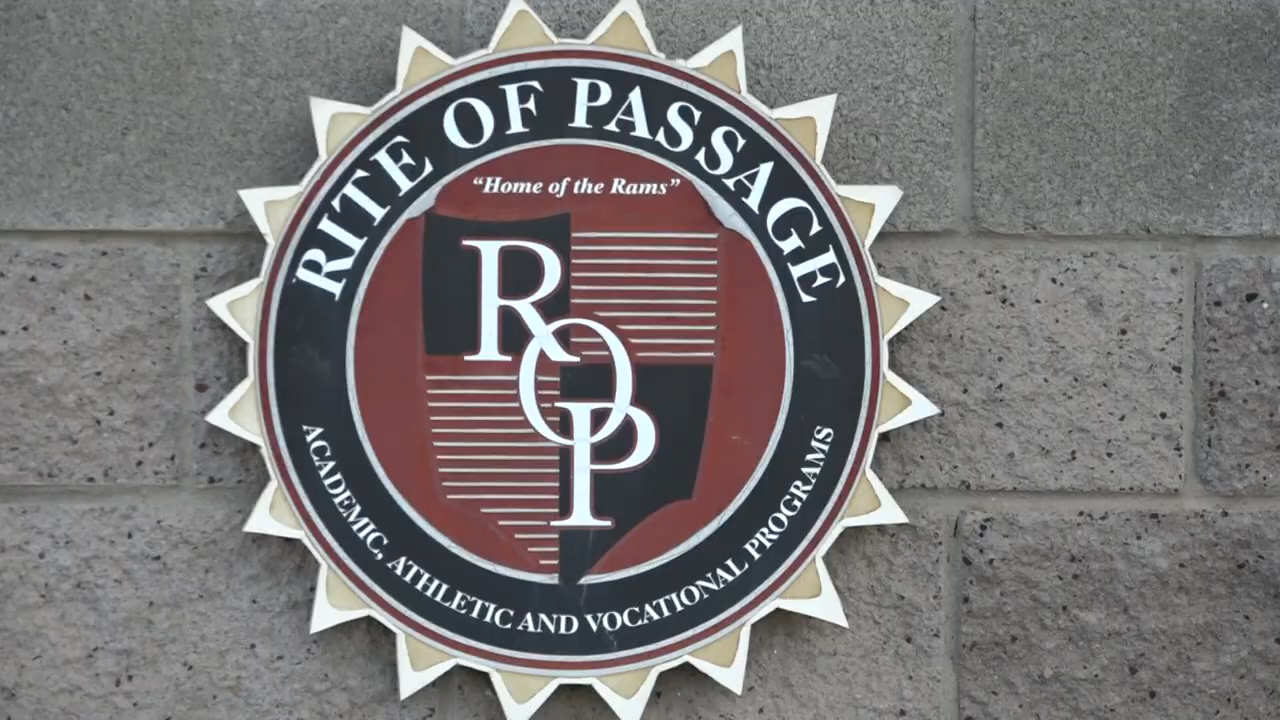 RITE OF PASSAGE
“Home of the Rams”
ROP
ACADEMIC, ATHLETIC AND VOCATIONAL PROGRAMS